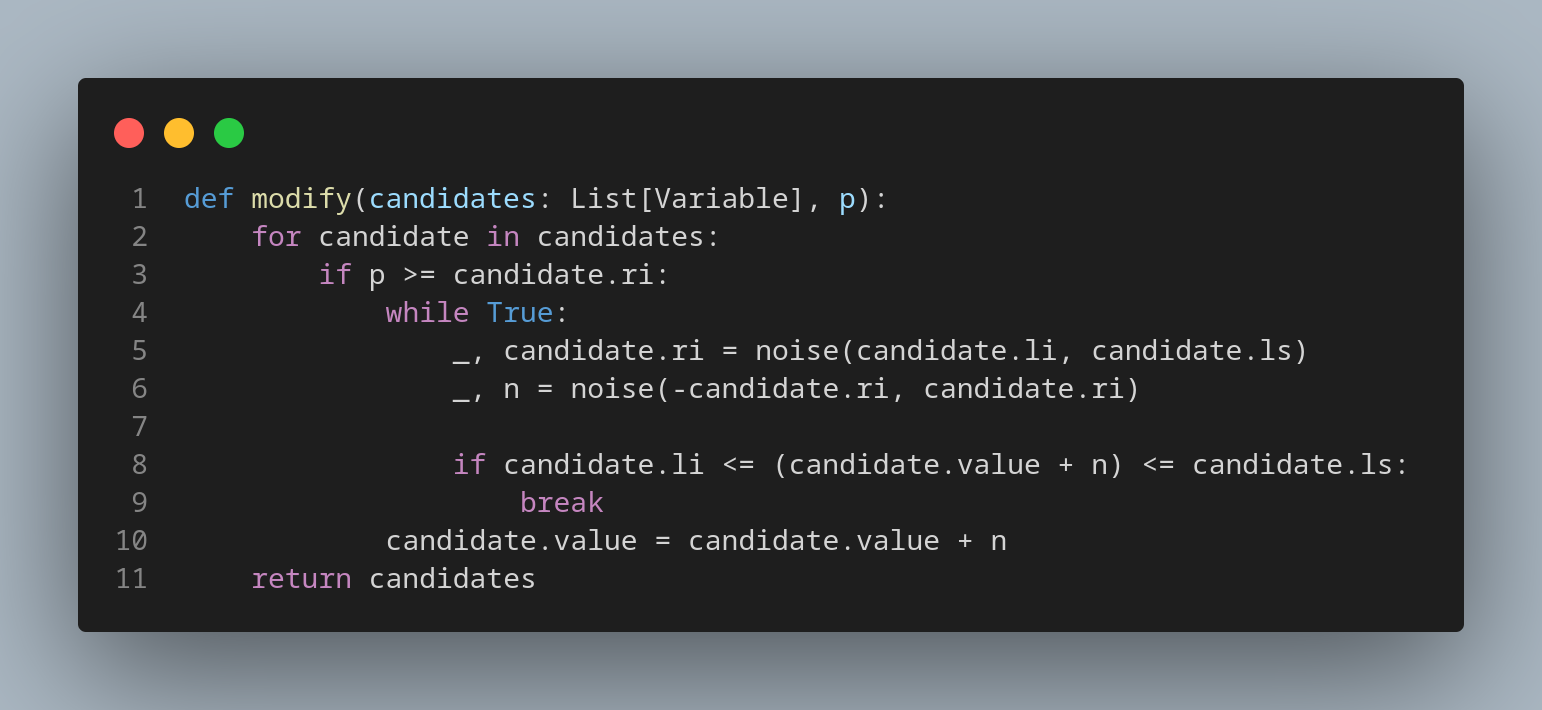 1 def modify(candidates: List[Variable], p):
2     for candidate in candidates:
3         if p >= candidate.ri:
4             while True:
5                 _, candidate.ri = noise(candidate.li, candidate.ls)
6                 _, n = noise(-candidate.ri, candidate.ri)
7
8                 if candidate.li <= (candidate.value + n) <= candidate.ls:
9                     break
10             candidate.value = candidate.value + n
11     return candidates